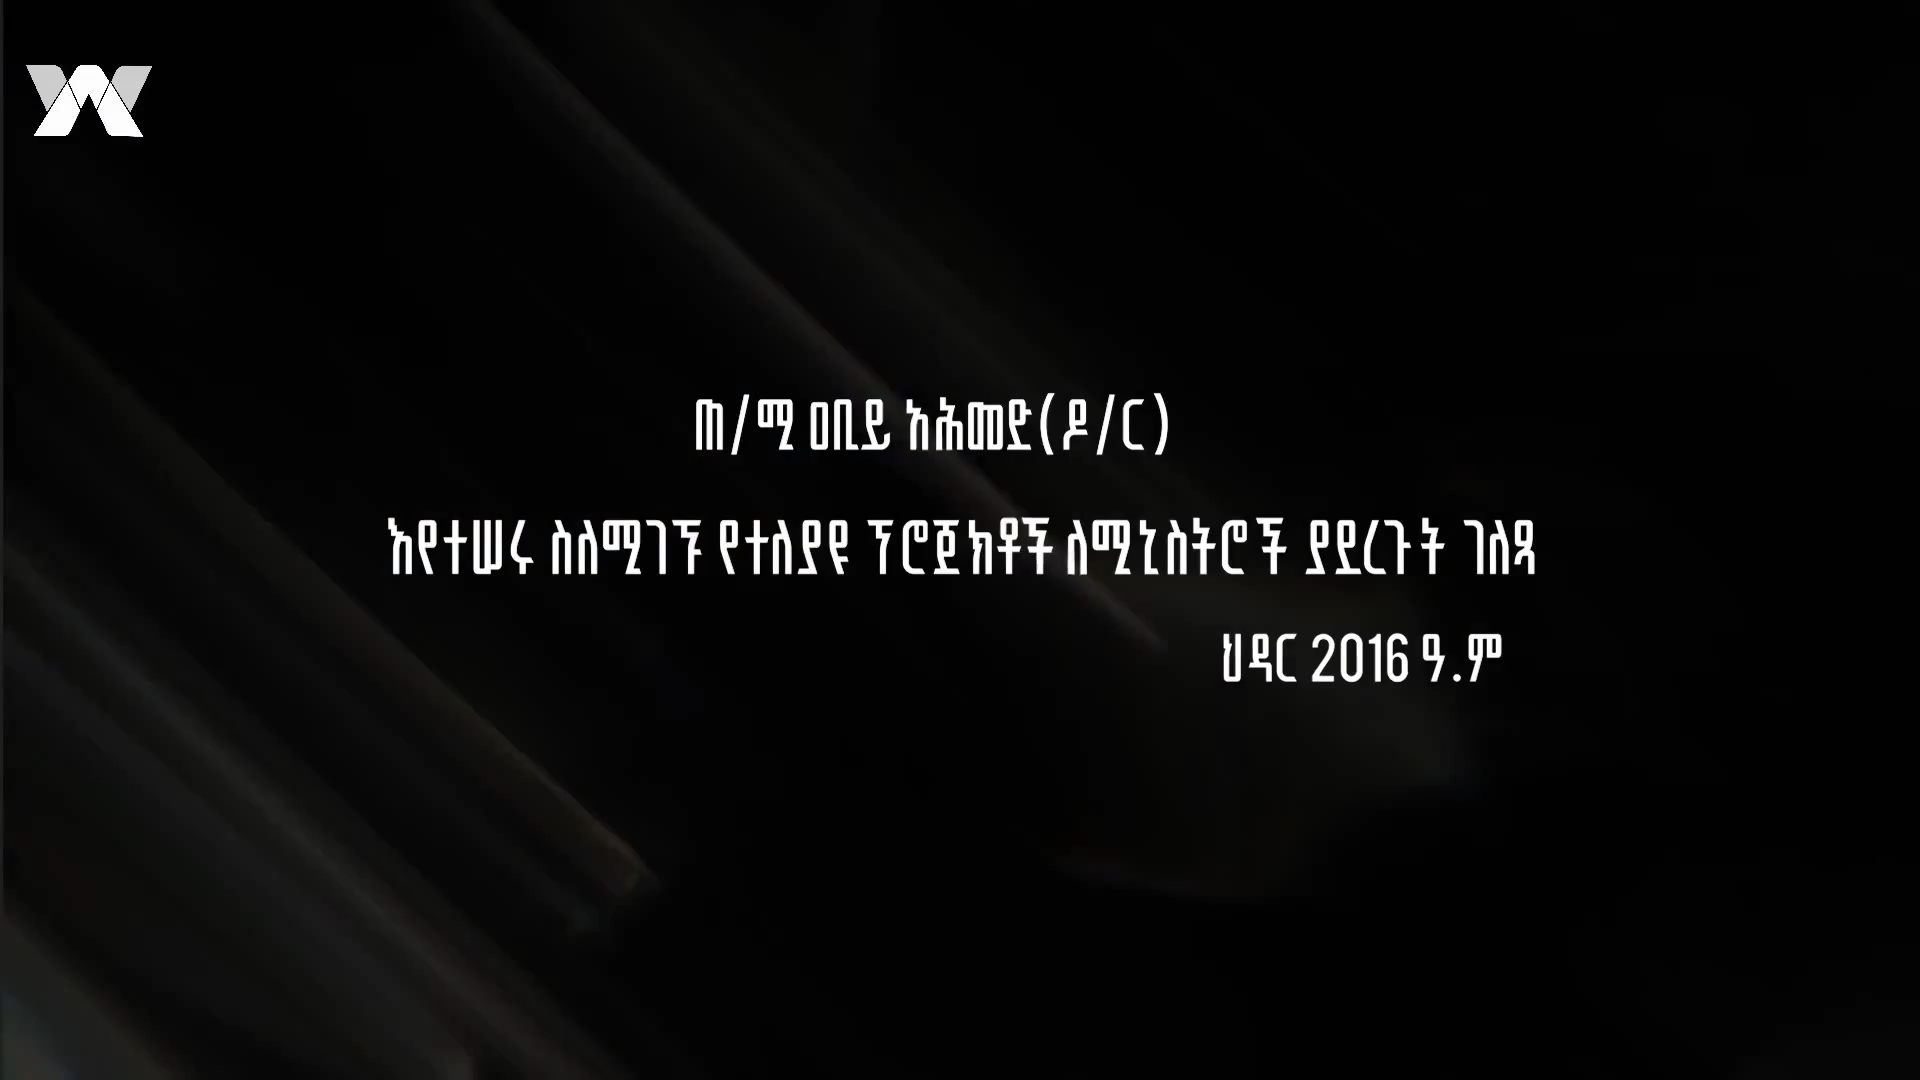 ጠ/ሚ ዐቢይ አሕመድ(ዶ/ር)
እየተሠሩ ስለሚገኙ የተለያዩ ፕሮጀክቶች ለሚኒስትሮች ያደረጉት ገለጻ
ህዳር 2016 ዓ.ም